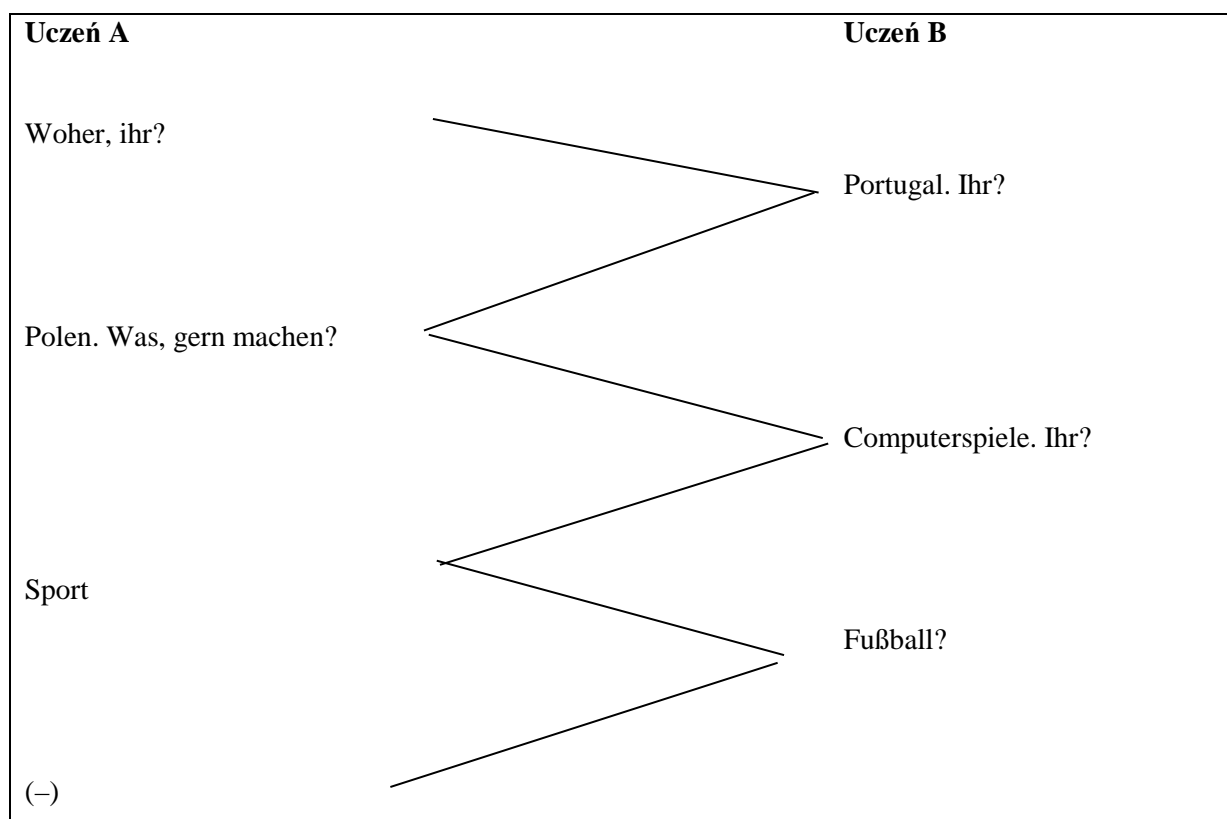 Uczeń A Uczeń B
Woher, ihr?
Portugal. Ihr?
Polen. Was, gern machen?
Computerspiele. Ihr?
Sport
Fußball?
(–)